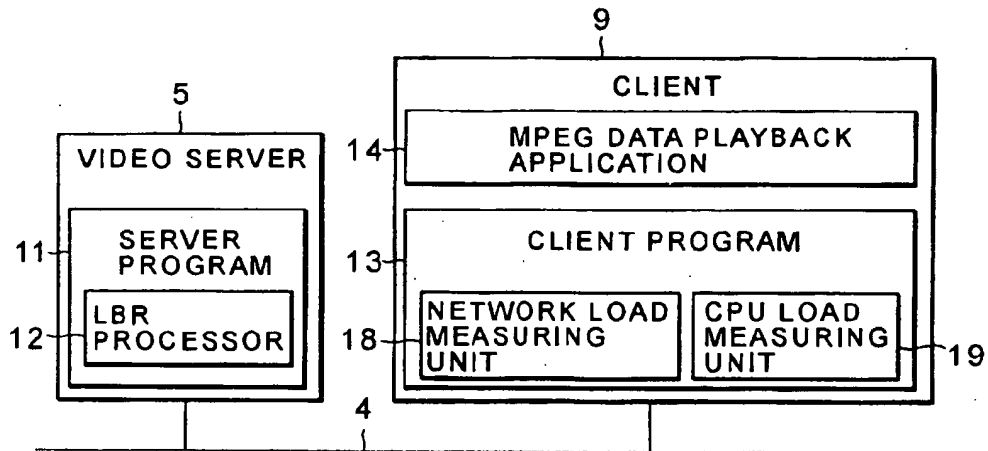 9
CLIENT
5
VIDEO SERVER
14
MPEG DATA PLAYBACK
APPLICATION
11
SERVER
PROGRAM
13
CLIENT PROGRAM
12
LBR
PROCESSOR
18
NETWORK LOAD
MEASURING
UNIT
CPU LOAD
MEASURING
UNIT
19
4